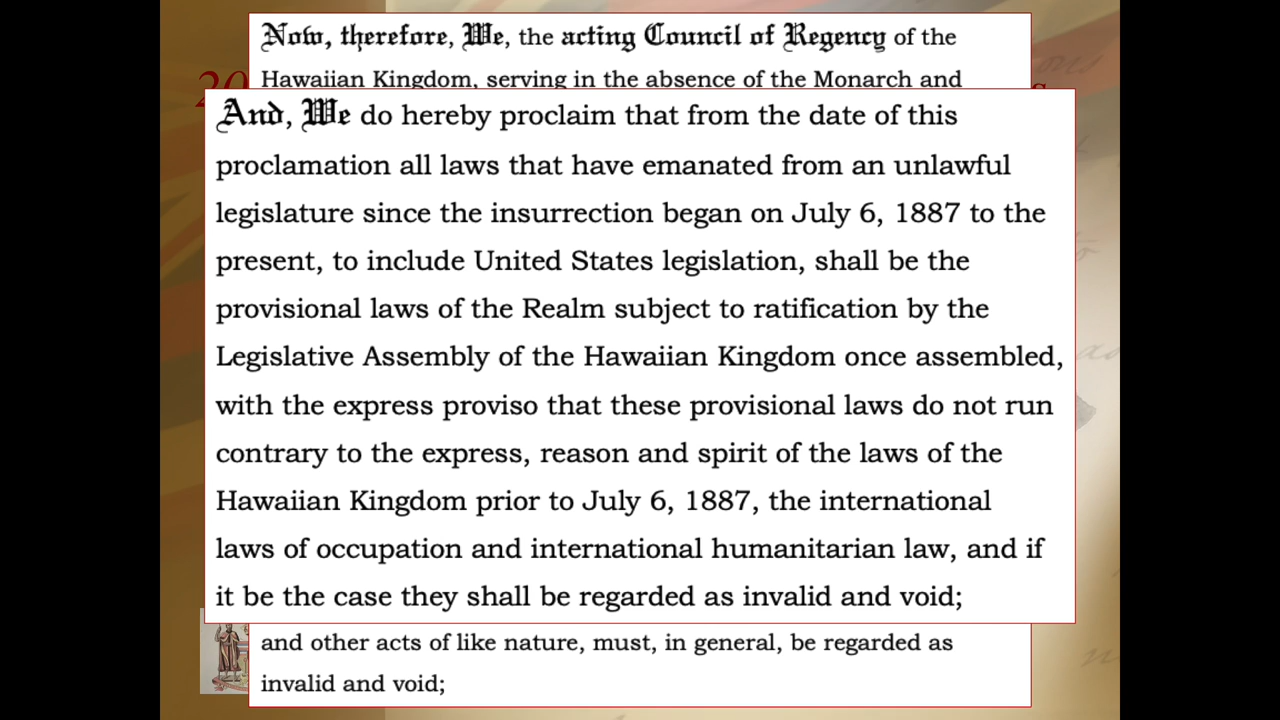 Now, therefore, We, the acting Council of Regency of the
Hawaiian Kingdom, serving in the absence of the Monarch and
20
And, We do hereby proclaim that from the date of this
proclamation all laws that have emanated from an unlawful
legislature since the insurrection began on July 6, 1887 to the
present, to include United States legislation, shall be the
provisional laws of the Realm subject to ratification by the
Legislative Assembly of the Hawaiian Kingdom once assembled,
with the express proviso that these provisional laws do not run
contrary to the express, reason and spirit of the laws of the
Hawaiian Kingdom prior to July 6, 1887, the international
laws of occupation and international humanitarian law, and if
it be the case they shall be regarded as invalid and void;
and other acts of like nature, must, in general, be regarded as
invalid and void;